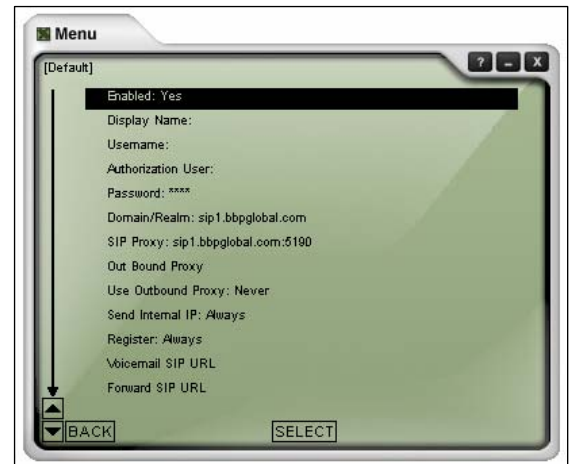 Menu
? - X
[Default]
Enabled: Yes
Display Name:
Username:
Authorization User:
Password: ****
Domain/Realm: sip1.bbpglobal.com
SIP Proxy: sip1.bbpglobal.com:5190
Out Bound Proxy
Use Outbound Proxy: Never
Send Internal IP: Always
Register: Always
Voicemail SIP URL
Forward SIP URL
BACK SELECT